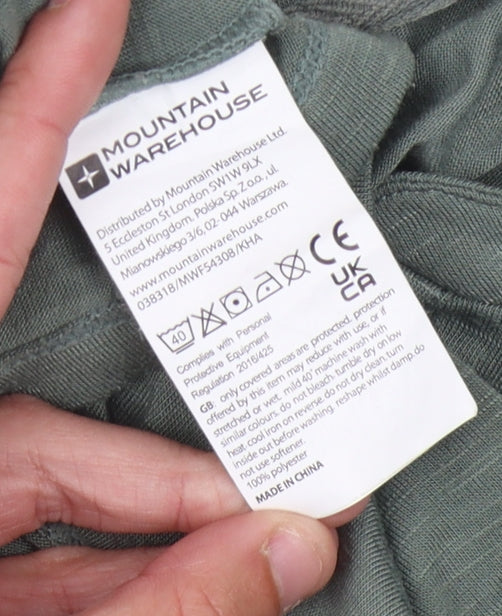 MOUNTAIN
WAREHOUSE
Distributed by Mountain Warehouse Ltd.
5 Eccleston St London SW1W 9LX
United Kingdom. Polska Sp. Z o.o, ul.
Mianowskiego 3/6 02-044 Warszawa.
www.mountainwarehouse.com
038318/MWF54308/KHA
40
CE
UK
CA
Complies with Personal
Protective Equipment
Regulation 2016/425
GB: only covered areas are protected. protection
offered by this item may reduce with use, or if
stretched or wet. mild 40° machine wash with
similar colours. do not bleach. tumble dry on low
heat. cool iron on reverse. do not dry clean. turn
inside out before washing. reshape whilst damp. do
not use softener.
100% polyester
MADE IN CHINA